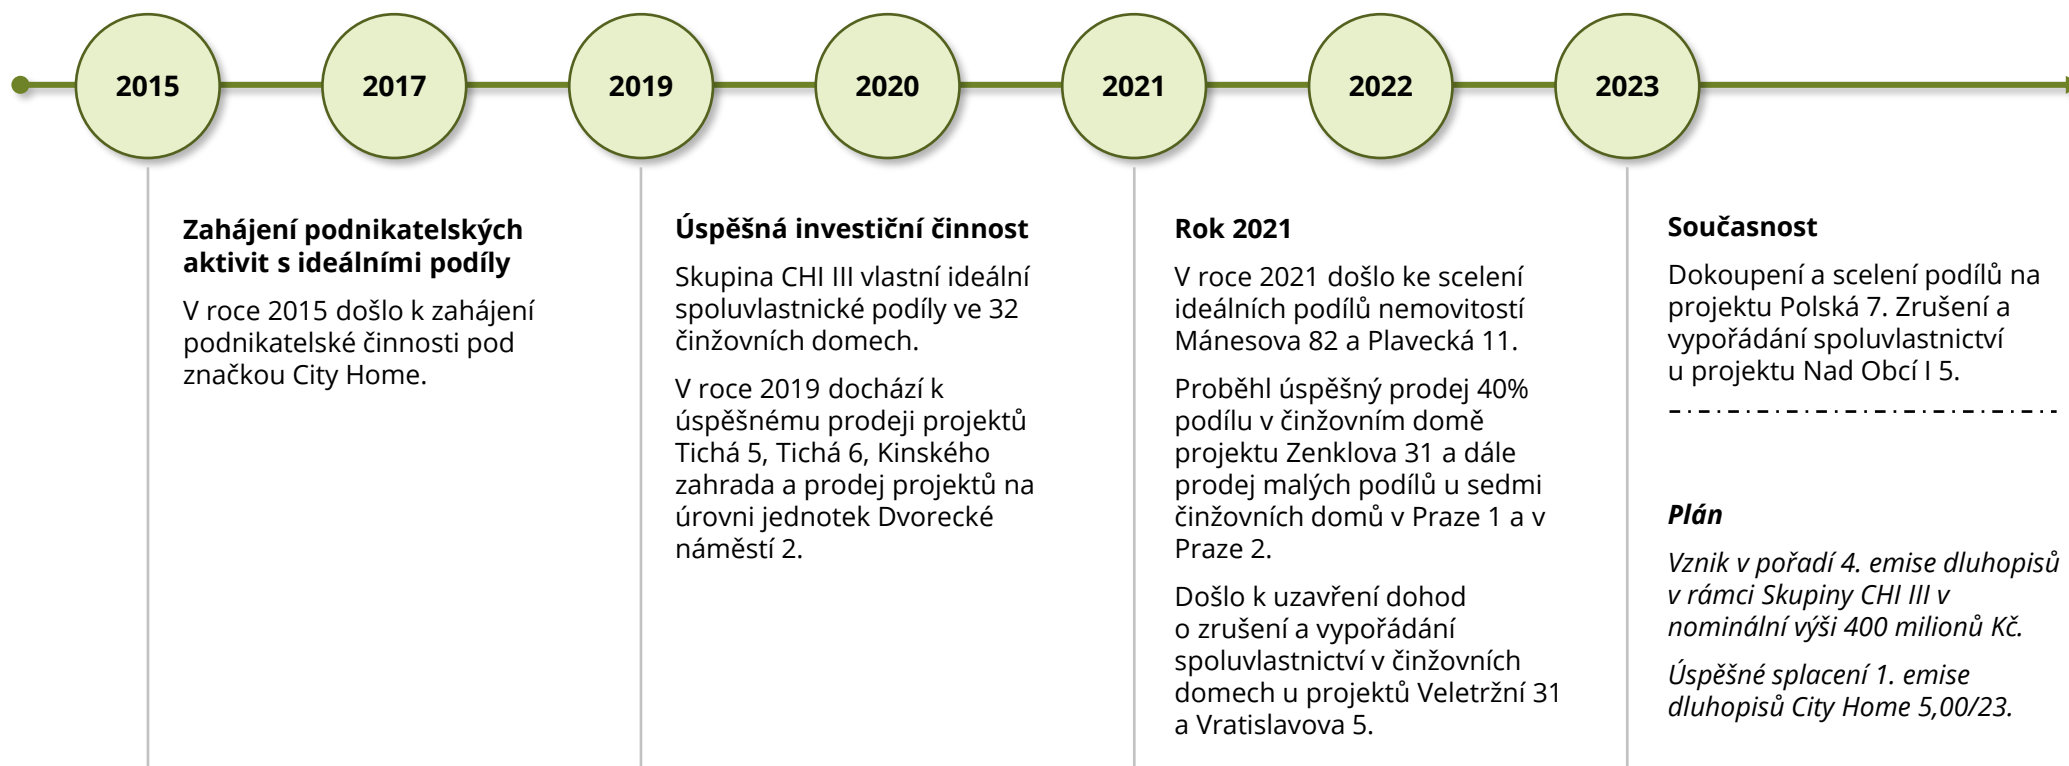 2015
2017
2019
2020
2021
2022
2023
Zahájení podnikatelských
aktivit s ideálními podíly
V roce 2015 došlo k zahájení
podnikatelské činnosti pod
značkou City Home.
Úspěšná investiční činnost
Skupina CHI III vlastní ideální
spoluvlastnické podíly ve 32
činžovních domech.
V roce 2019 dochází k
úspěšnému prodeji projektů
Tichá 5, Tichá 6, Kinského
zahrada a prodej projektů na
úrovni jednotek Dvorecké
náměstí 2.
Rok 2021
V roce 2021 došlo ke scelení
ideálních podílů nemovitostí
Mánesova 82 a Plavecká 11.
Proběhl úspěšný prodej 40%
podílu v činžovním domě
projektu Zenklova 31 a dále
prodej malých podílů u sedmi
činžovních domů v Praze 1 a v
Praze 2.
Došlo k uzavření dohod
o zrušení a vypořádání
spoluvlastnictví v činžovních
domech u projektů Veletržní 31
a Vratislavova 5.
Současnost
Dokoupení a scelení podílů na
projektu Polská 7. Zrušení a
vypořádání spoluvlastnictví
u projektu Nad Obcí I 5.
Plán
Vznik v pořadí 4. emise dluhopisů
v rámci Skupiny CHI III v
nominální výši 400 milionů Kč.
Úspěšné splacení 1. emise
dluhopisů City Home 5,00/23.